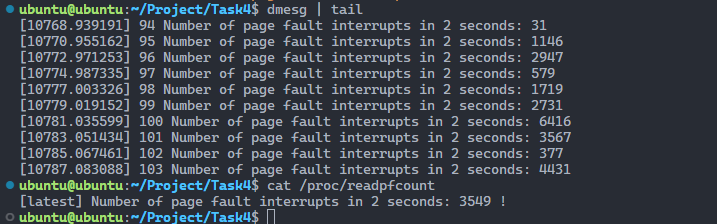 ubuntu@ubuntu:~/Project/Task4$ dmesg | tail
[10768.939191] 94 Number of page fault interrupts in 2 seconds: 31
[10770.955162] 95 Number of page fault interrupts in 2 seconds: 1146
[10772.971253] 96 Number of page fault interrupts in 2 seconds: 2947
[10774.987335] 97 Number of page fault interrupts in 2 seconds: 579
[10777.003326] 98 Number of page fault interrupts in 2 seconds: 1719
[10779.019152] 99 Number of page fault interrupts in 2 seconds: 2731
[10781.035599] 100 Number of page fault interrupts in 2 seconds: 6416
[10783.051434] 101 Number of page fault interrupts in 2 seconds: 3567
[10785.067461] 102 Number of page fault interrupts in 2 seconds: 377
[10787.083088] 103 Number of page fault interrupts in 2 seconds: 4431
ubuntu@ubuntu:~/Project/Task4$ cat /proc/readpfcount
[latest] Number of page fault interrupts in 2 seconds: 3549 !
ubuntu@ubuntu:~/Project/Task4$